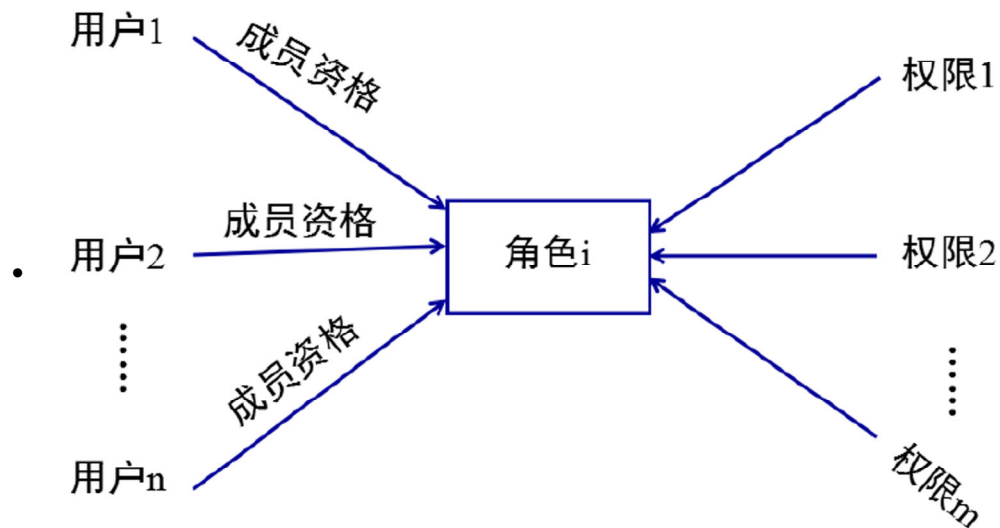 用户1
成员资格
权限1
成员资格
用户2
角色i
权限2
......
......
成员资格
用户n
权限m